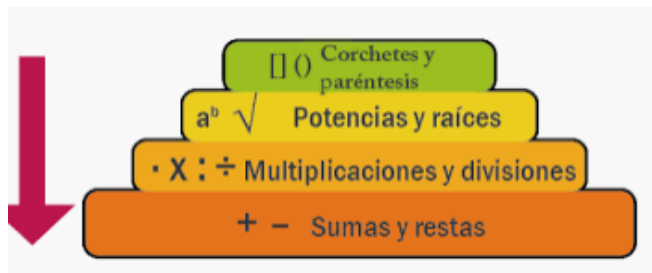 [] () Corchetes y
paréntesis
aᵇ √ Potencias y raíces
· X : ÷ Multiplicaciones y divisiones
+ − Sumas y restas